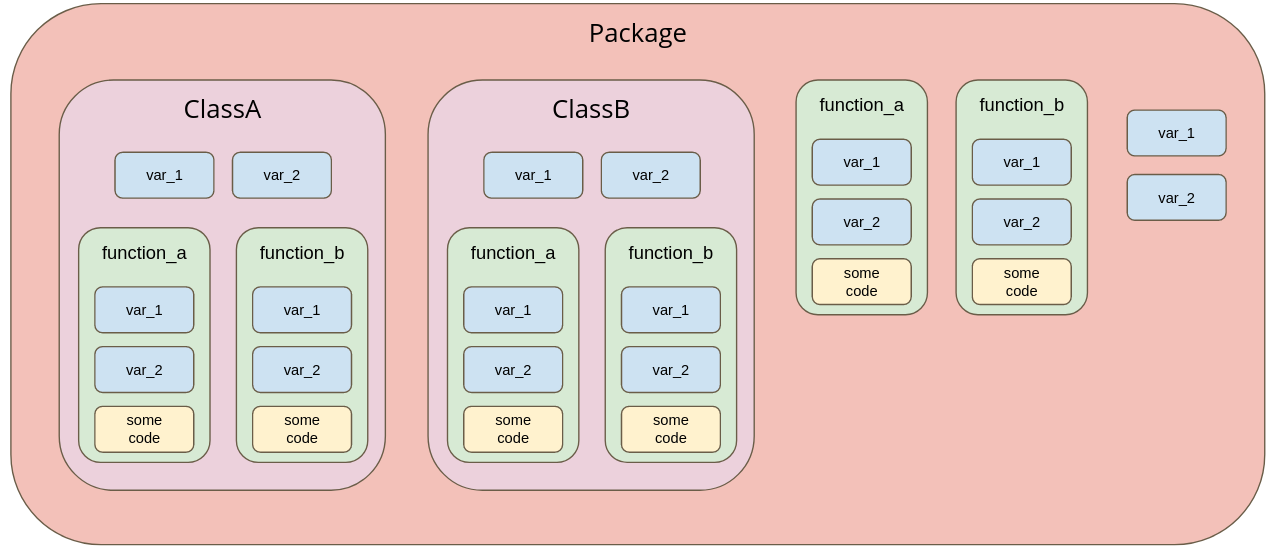 Package
ClassA
var_1
var_2
function_a
var_1
var_2
some
code
function_b
var_1
var_2
some
code
ClassB
var_1
var_2
function_a
var_1
var_2
some
code
function_b
var_1
var_2
some
code
function_a
var_1
var_2
some
code
function_b
var_1
var_2
some
code
var_1
var_2